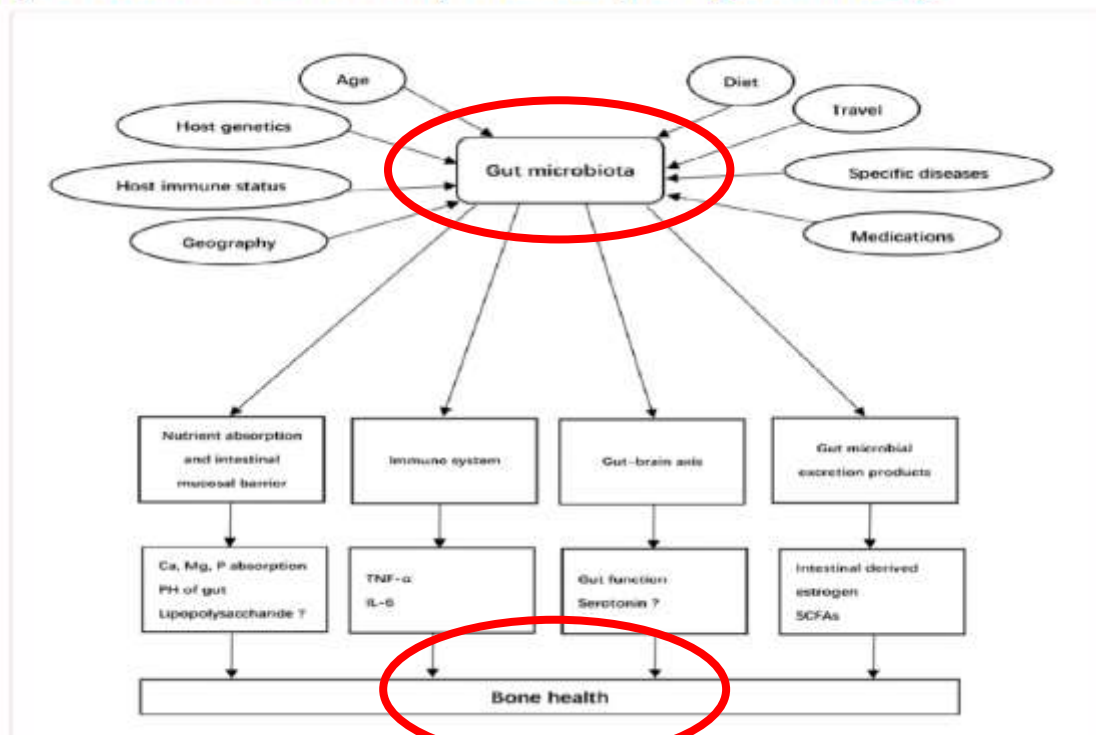 Age
Diet
Host genetics
Travel
Gut microbiota
Host immune status
Specific diseases
Geography
Medications
Nutrient absorption
and intestinal
mucosal barrier
Immune system
Gut-brain axis
Gut microbial
excretion products
Ca, Mg, P absorption
PH of gut
Lipopolysaccharide ?
TNF-α
IL-6
Gut function
Serotonin ?
Intestinal derived
estrogen
SCFAs
Bone health